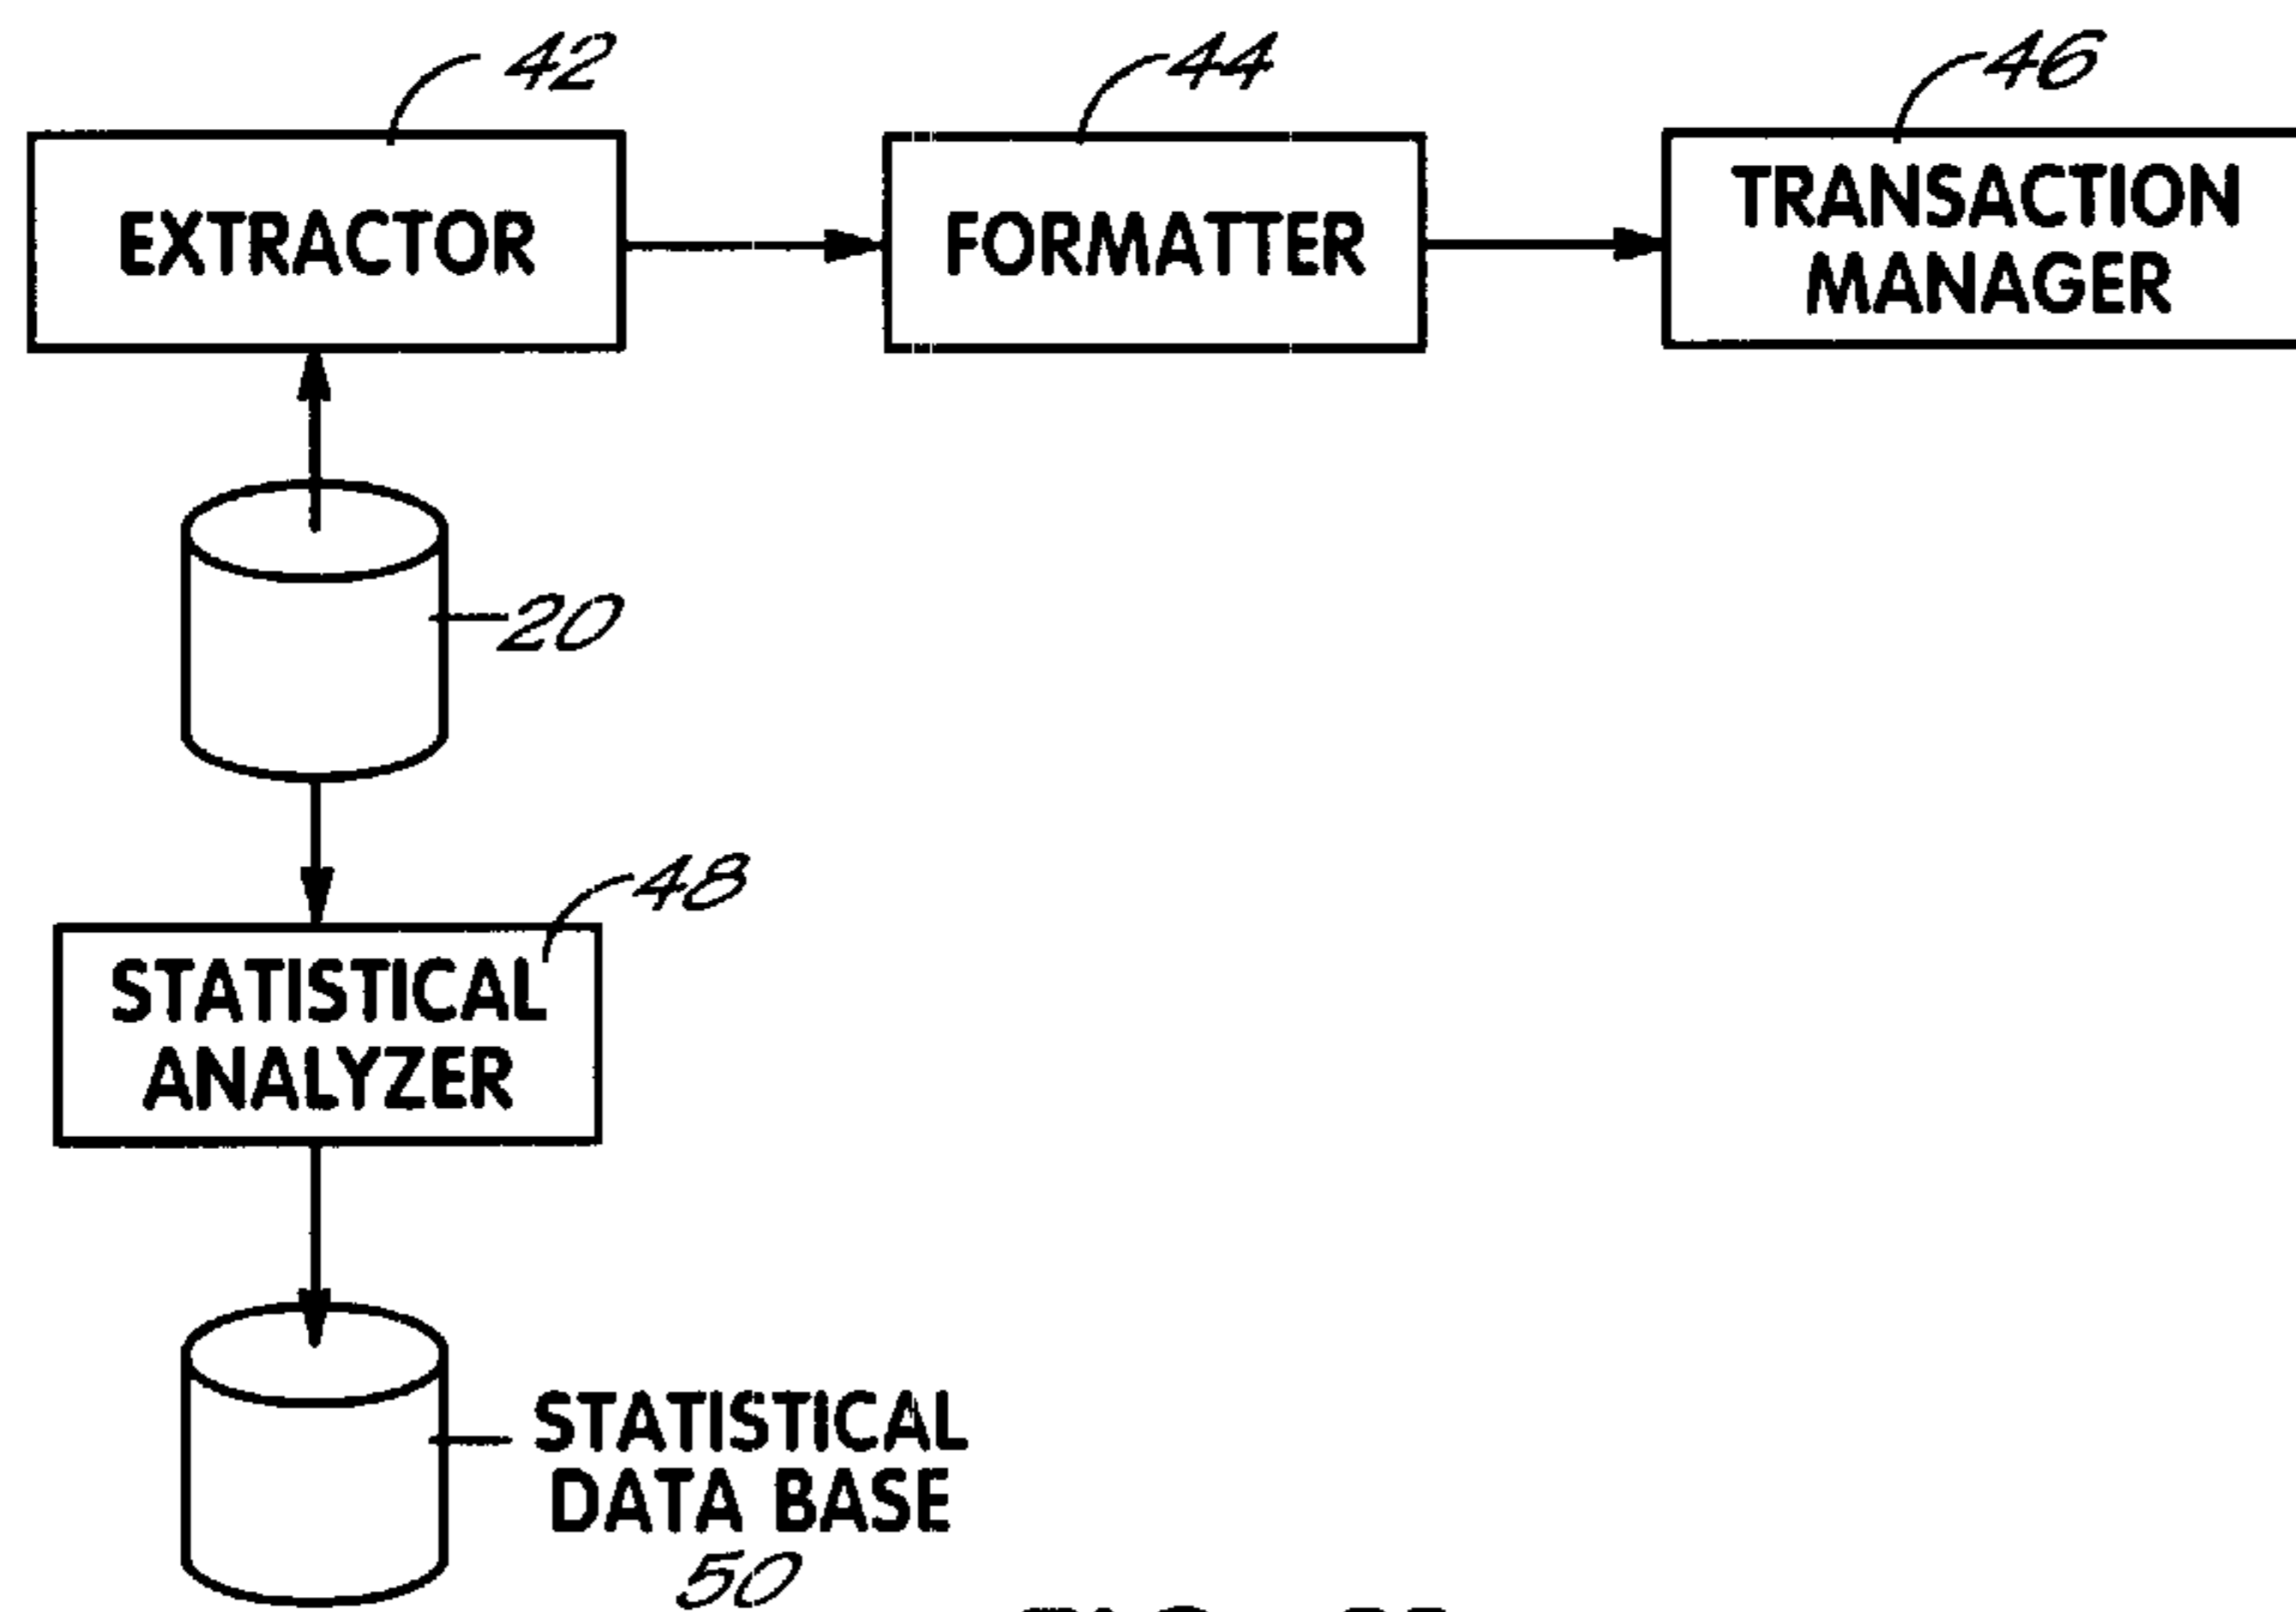 42
44
46
EXTRACTOR
FORMATTER
TRANSACTION
MANAGER
20
48
STATISTICAL
ANALYZER
STATISTICAL
DATA BASE
50